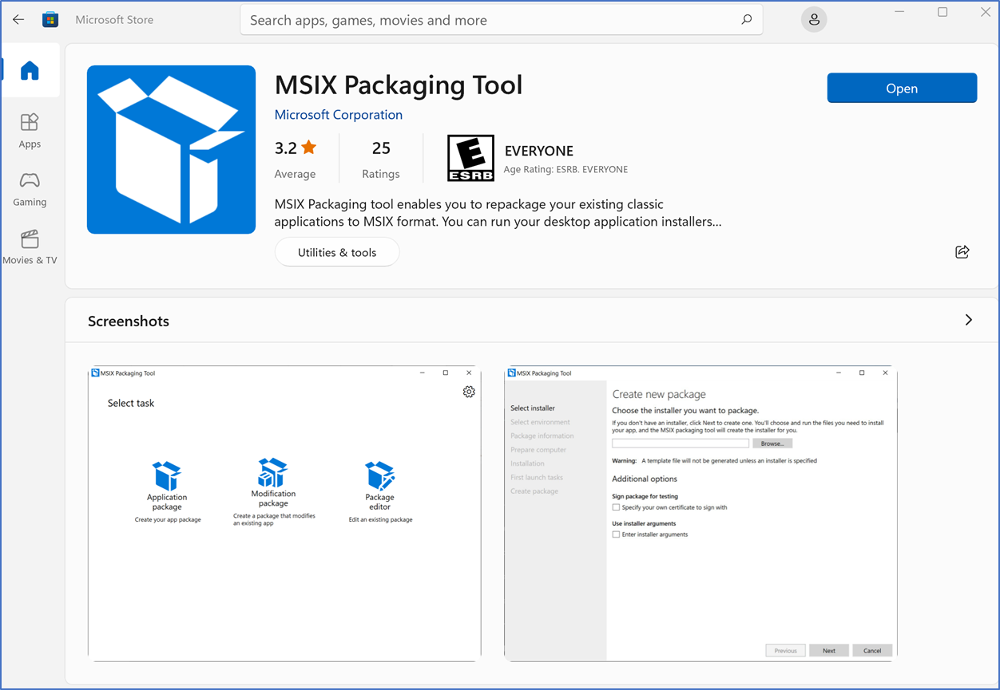 Microsoft Store
Search apps, games, movies and more
Apps
Gaming
Movies & TV
MSIX Packaging Tool
Microsoft Corporation
Open
3.2
Average
25
Ratings
E
ESRB
EVERYONE
Age Rating: ESRB. EVERYONE
MSIX Packaging tool enables you to repackage your existing classic
applications to MSIX format. You can run your desktop application installers...
Utilities & tools
Screenshots
MSIX Packaging Tool
Select task
Application
package
Create your app package
Modification
package
Create a package that modifies
an existing app
Package
editor
Edit an existing package
MSIX Packaging Tool
Select installer
Select environment
Package information
Prepare computer
Installation
First launch tasks
Create package
Create new package
Choose the installer you want to package.
If you don't have an installer, click Next to create one. You'll choose and run the files you need to install
your app, and the MSIX packaging tool will create the installer for you.
Browse...
Warning: A template file will not be generated unless an installer is specified
Additional options
Sign package for testing
Specify your own certificate to sign with
Use installer arguments
Enter installer arguments
Previous
Next
Cancel